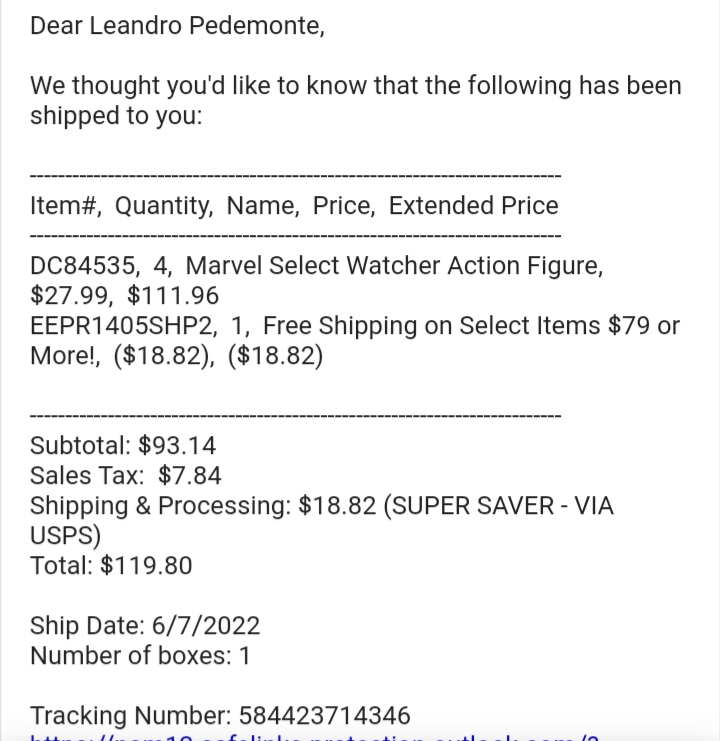 Dear Leandro Pedemonte,
We thought you'd like to know that the following has been
shipped to you:
----------------------------------------------------------------------------
Item#,  Quantity,  Name,  Price,  Extended Price
----------------------------------------------------------------------------
DC84535,  4,  Marvel Select Watcher Action Figure,
$27.99,  $111.96
EEPR1405SHP2,  1,  Free Shipping on Select Items $79 or
More!,  ($18.82),  ($18.82)
----------------------------------------------------------------------------
Subtotal: $93.14
Sales Tax:  $7.84
Shipping & Processing: $18.82 (SUPER SAVER - VIA
USPS)
Total: $119.80
Ship Date: 6/7/2022
Number of boxes: 1
Tracking Number: 584423714346